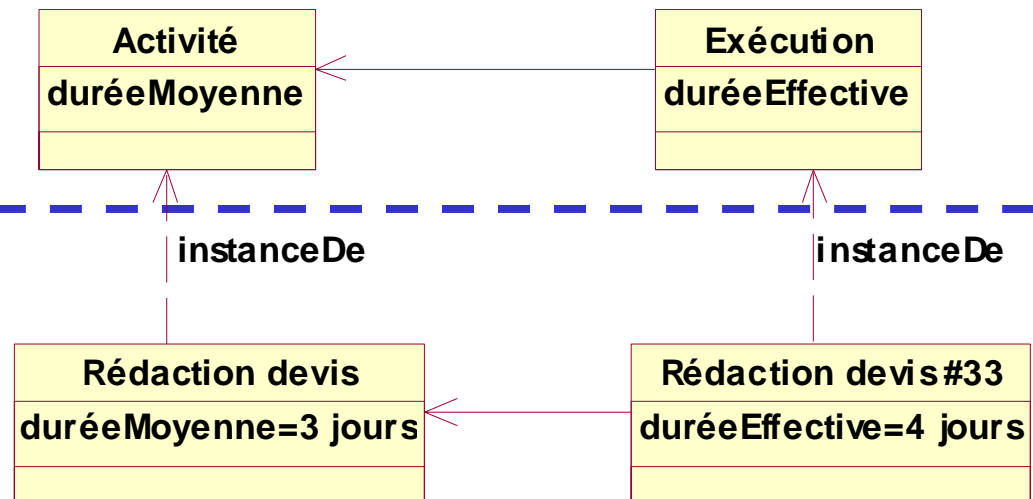 Activité
duréeMoyenne
Exécution
duréeEffective
instanceDe
instanceDe
Rédaction devis
duréeMoyenne=3 jours
Rédaction devis #33
duréeEffective=4 jours